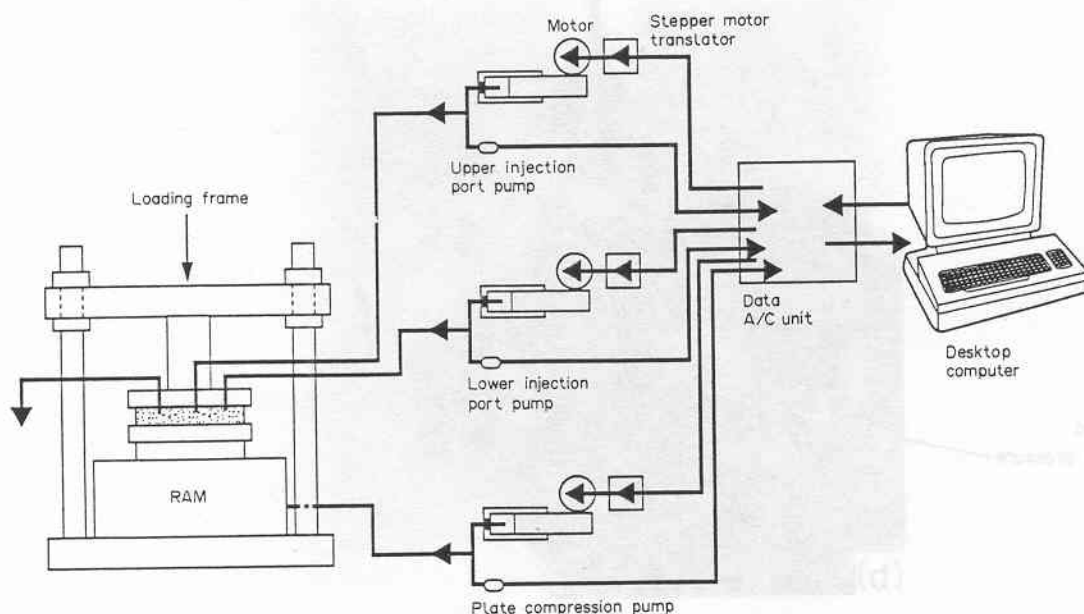 Motor
Stepper motor
translator
Upper injection
port pump
Loading frame
Data
A/C unit
Desktop
computer
Lower injection
port pump
RAM
(b)
Plate compression pump